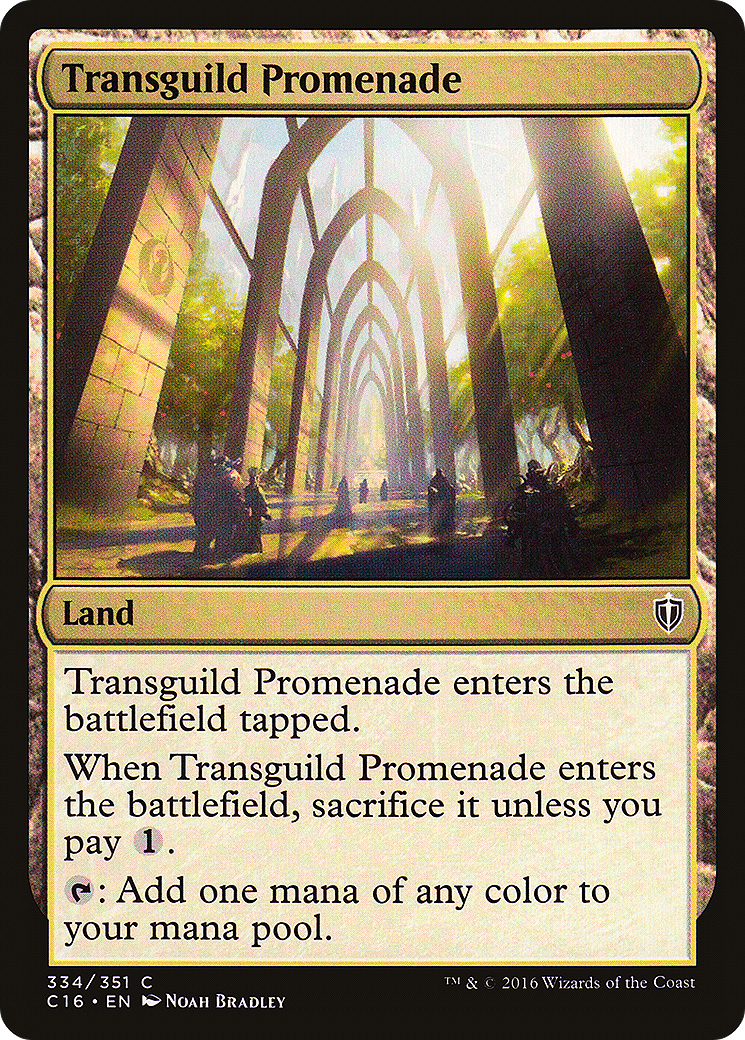 Transguild Promenade
Land
Transguild Promenade enters the
battlefield tapped.
When Transguild Promenade enters
the battlefield, sacrifice it unless you
pay 1.
: Add one mana of any color to
your mana pool.
334/351 C
C16 • EN Noah Bradley
™ & © 2016 Wizards of the Coast